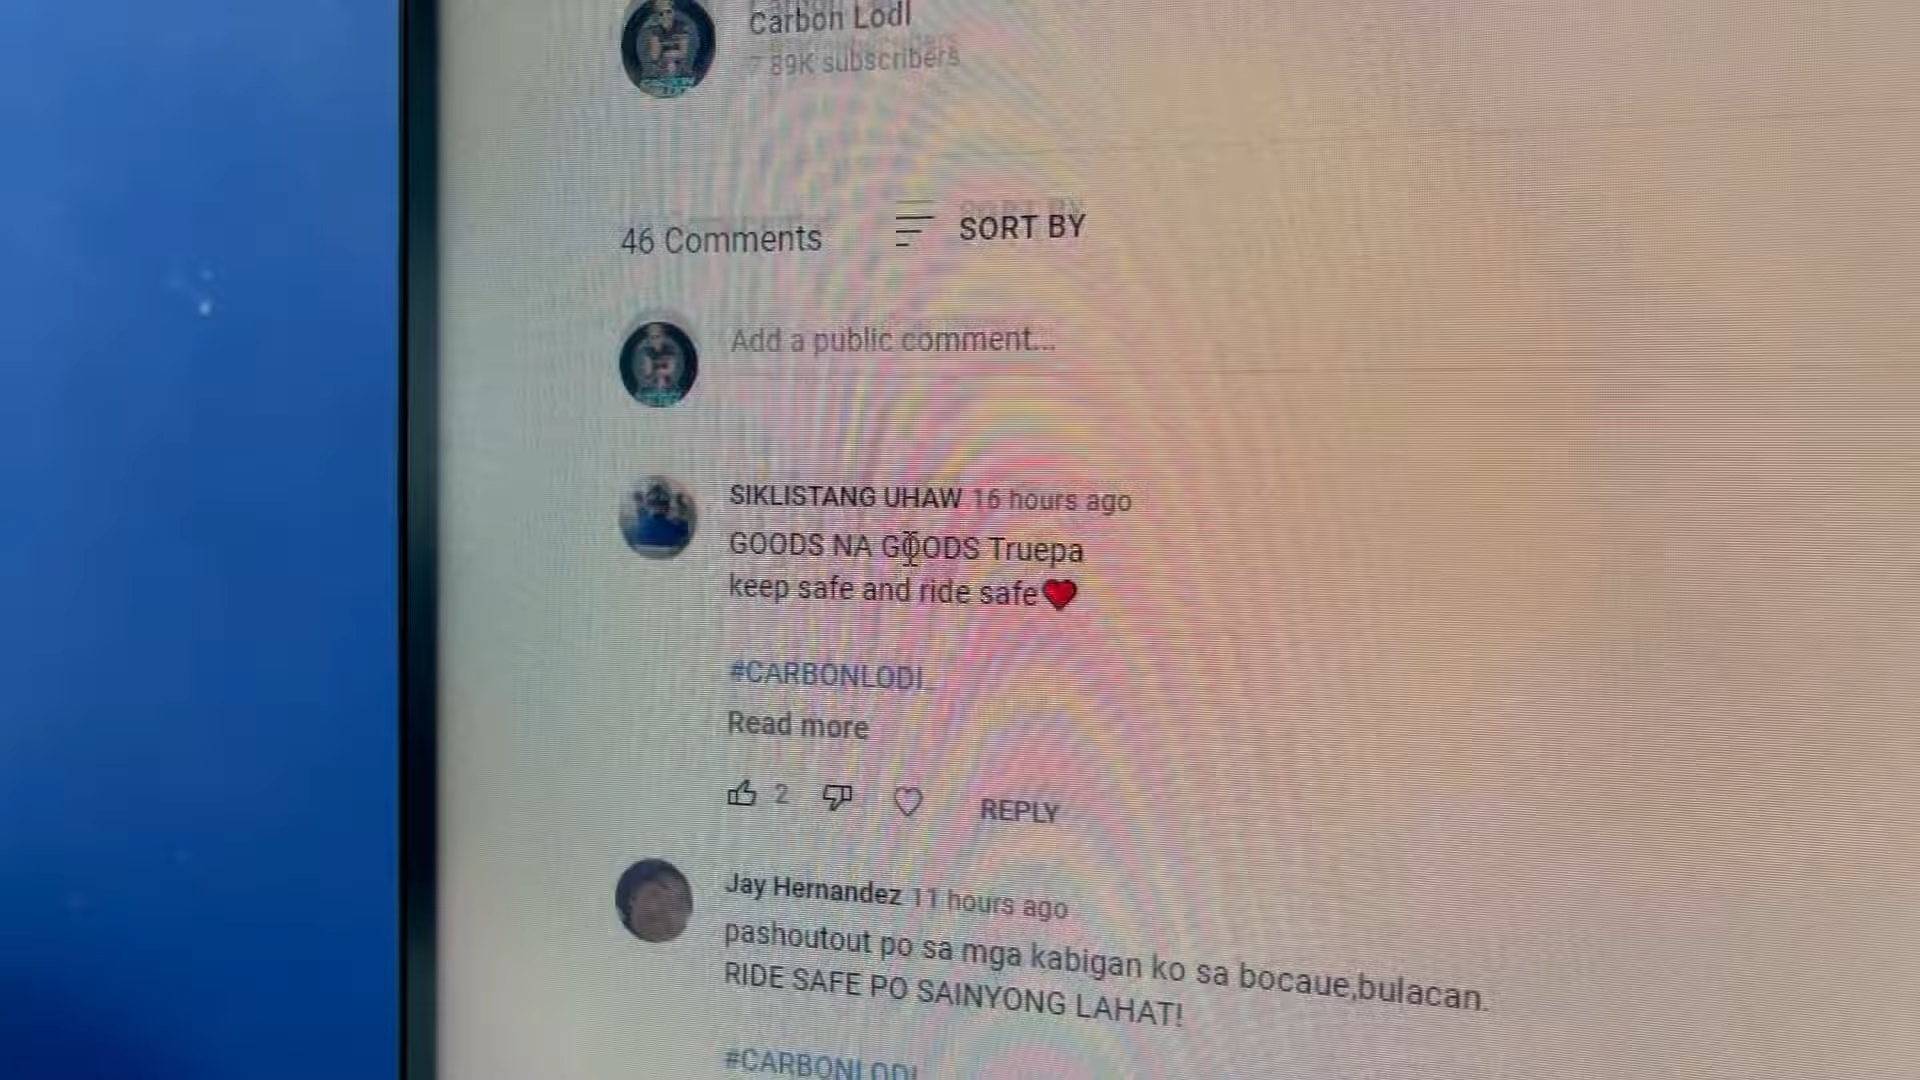 Carbon Lodi
89K subscribers
46 Comments
SORT BY
Add a public comment...
SIKLISTANG UHAW 16 hours ago
GOODS NA GOODS Truepa
keep safe and ride safe❤
#CARBONLODI
Read more
2
REPLY
Jay Hernandez 11 hours ago
pashoutout po sa mga kabigan ko sa bocaue,bulacan.
RIDE SAFE PO SAINYONG LAHAT!
#CARBONLODI